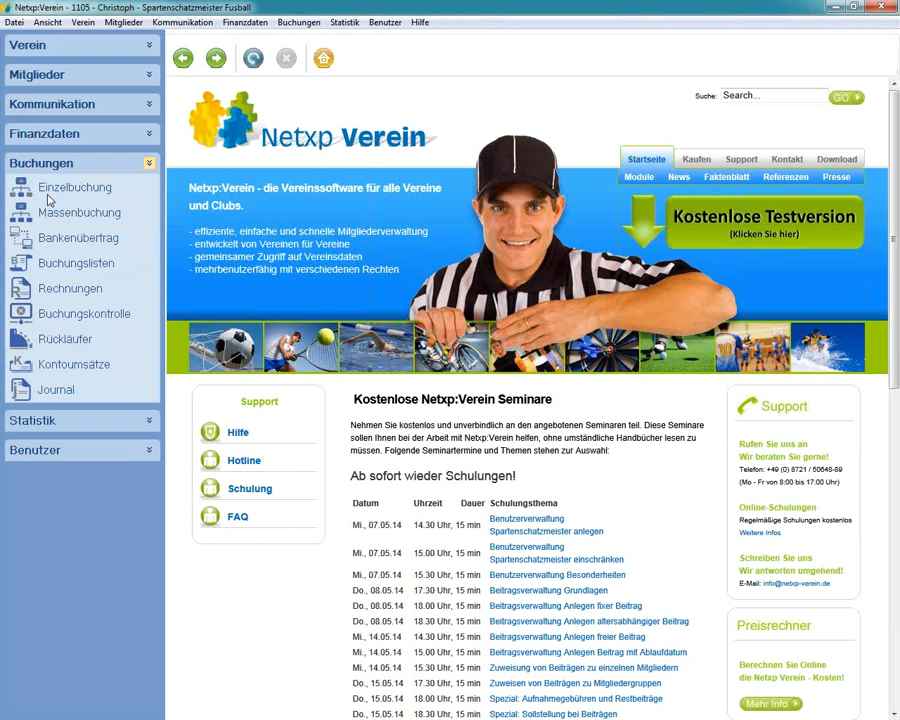 Netxp:Verein - 1105 - Christoph - Spartenschatzmeister Fusball
Datei Ansicht Verein Mitglieder Kommunikation Finanzdaten Buchungen Statistik Benutzer Hilfe
Verein
Mitglieder
Kommunikation
Finanzdaten
Buchungen
Einzelbuchung
Massenbuchung
Bankenübertrag
Buchungslisten
Rechnungen
Buchungskontrolle
Rückläufer
Kontoumsätze
Journal
Statistik
Benutzer
Suche: Search... GO
Netxp Verein
Startseite Kaufen Support Kontakt Download
Module News Faktenblatt Referenzen Presse
Netxp:Verein - die Vereinssoftware für alle Vereine
und Clubs.
- effiziente, einfache und schnelle Mitgliederverwaltung
- entwickelt von Vereinen für Vereine
- gemeinsamer Zugriff auf Vereinsdaten
- mehrbenutzerfähig mit verschiedenen Rechten
Kostenlose Testversion
(Klicken Sie hier)
Support
Hilfe
Hotline
Schulung
FAQ
Kostenlose Netxp:Verein Seminare
Nehmen Sie kostenlos und unverbindlich an den angebotenen Seminaren teil. Diese Seminare
sollen Ihnen bei der Arbeit mit Netxp:Verein helfen, ohne umständliche Handbücher lesen zu
müssen. Folgende Seminartermine und Themen stehen zur Auswahl:
Ab sofort wieder Schulungen!
Datum Uhrzeit Dauer Schulungsthema
Mi., 07.05.14 14.30 Uhr, 15 min Benutzerverwaltung
Spartenschatzmeister anlegen
Mi., 07.05.14 15.00 Uhr, 15 min Benutzerverwaltung
Spartenschatzmeister einschränken
Mi., 07.05.14 15.30 Uhr, 15 min Benutzerverwaltung Besonderheiten
Do., 08.05.14 17.30 Uhr, 15 min Beitragsverwaltung Grundlagen
Do., 08.05.14 18.00 Uhr, 15 min Beitragsverwaltung Anlegen fixer Beitrag
Do., 08.05.14 18.30 Uhr, 15 min Beitragsverwaltung Anlegen altersabhängiger Beitrag
Mi., 14.05.14 14.30 Uhr, 15 min Beitragsverwaltung Anlegen freier Beitrag
Mi., 14.05.14 15.00 Uhr, 15 min Beitragsverwaltung Anlegen Beitrag mit Ablaufdatum
Mi., 14.05.14 15.30 Uhr, 15 min Zuweisung von Beiträgen zu einzelnen Mitgliedern
Do., 15.05.14 17.30 Uhr, 15 min Zuweisen von Beiträgen zu Mitgliedergruppen
Do., 15.05.14 18.00 Uhr, 15 min Spezial: Aufnahmegebühren und Restbeiträge
Do., 15.05.14 18.30 Uhr, 15 min Spezial: Sollstellung bei Beiträgen
Support
Rufen Sie uns an
Wir beraten Sie gerne!
Telefon: +49 (0) 8721 / 50648-89
(Mo - Fr von 8:00 bis 17:00 Uhr)
Online-Schulungen
Regelmäßige Schulungen kostenlos
Weitere Infos
Schreiben Sie uns
Wir antworten umgehend!
E-Mail: info@netxp-verein.de
Preisrechner
Berechnen Sie Online
die Netxp Verein - Kosten!
Mehr Info